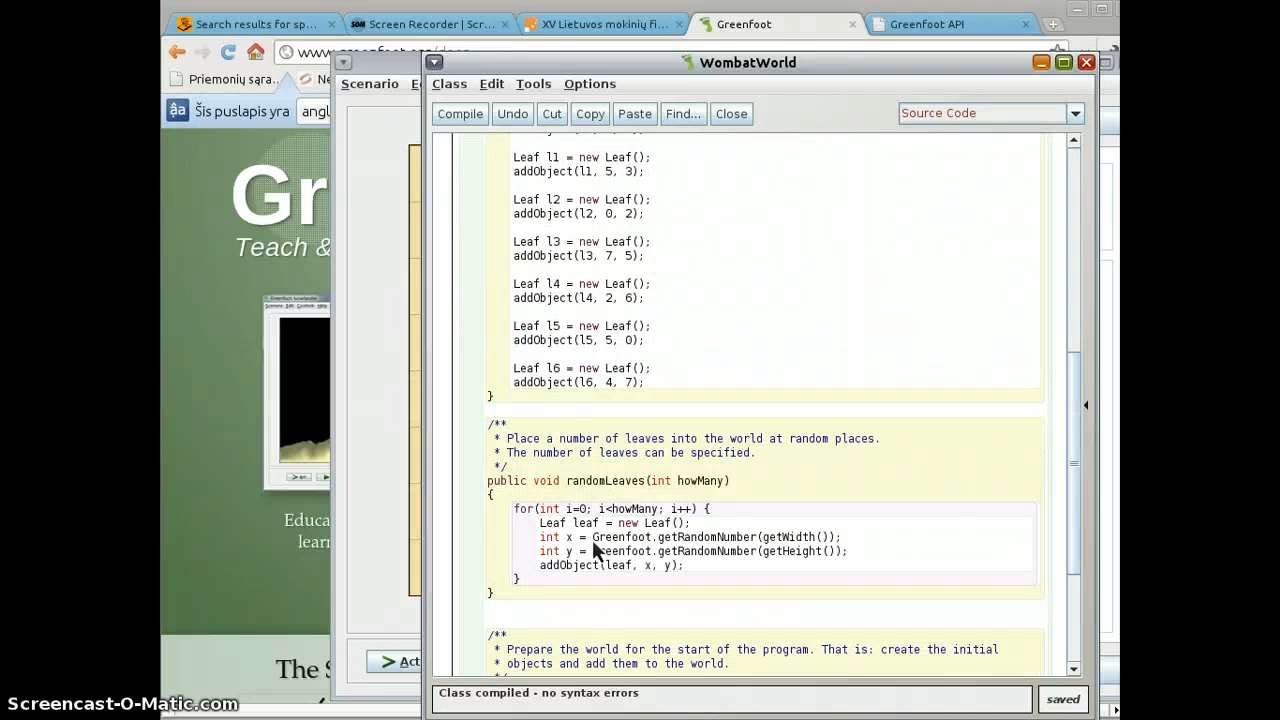 Search results for sp...
Screen Recorder | Scr...
XV Lietuvos mokinių fi...
Greenfoot
Greenfoot API
WombatWorld
Priemonių sąra..
Scenario
Class Edit Tools Options
Šis puslapis yra
angl
Compile Undo Cut Copy Paste Find... Close
Source Code
Leaf l1 = new Leaf();
addObject(l1, 5, 3);
Leaf l2 = new Leaf();
addObject(l2, 0, 2);
Leaf l3 = new Leaf();
addObject(l3, 7, 5);
Leaf l4 = new Leaf();
addObject(l4, 2, 6);
Leaf l5 = new Leaf();
addObject(l5, 5, 0);
Leaf l6 = new Leaf();
addObject(l6, 4, 7);
}
/**
* Place a number of leaves into the world at random places.
* The number of leaves can be specified.
*/
public void randomLeaves(int howMany)
{
for(int i=0; i<howMany; i++) {
Leaf leaf = new Leaf();
int x = Greenfoot.getRandomNumber(getWidth());
int y = Greenfoot.getRandomNumber(getHeight());
addObject(leaf, x, y);
}
}
/**
* Prepare the world for the start of the program. That is: create the initial
* objects and add them to the world.
Class compiled - no syntax errors
saved
Gr
Teach &
Educa
learn
The S
Act
Screencast-O-Matic.com